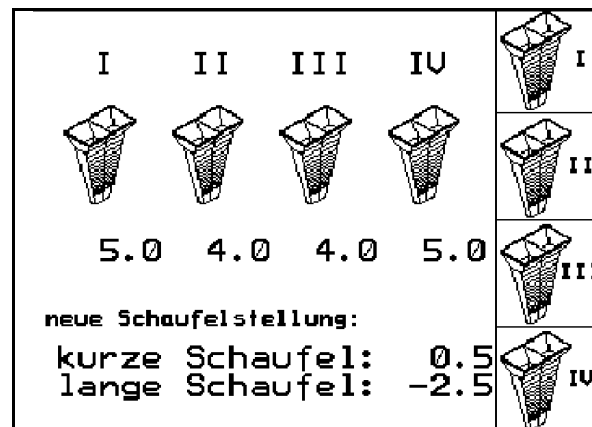 I II III IV
5.0 4.0 4.0 5.0
neue Schaufelstellung:
kurze Schaufel: 0.5
lange Schaufel: -2.5
I
II
III
IV